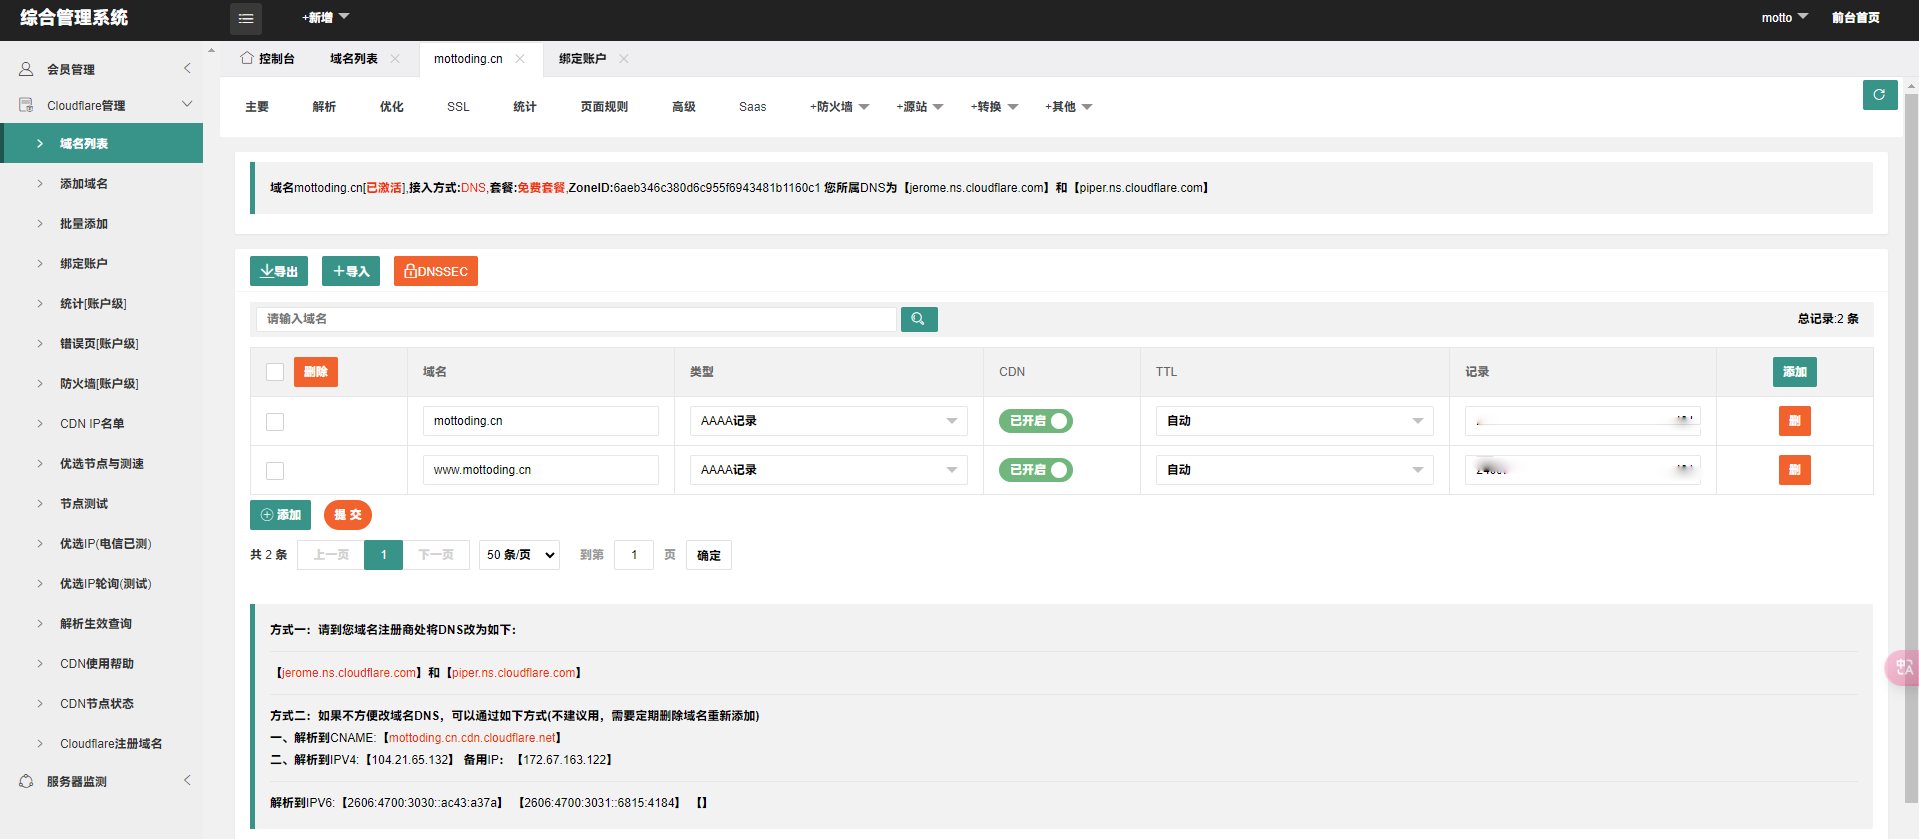 综合管理系统
+新增
motto
前台首页
会员管理
Cloudflare管理
域名列表
添加域名
批量添加
绑定账户
统计[账户级]
错误页[账户级]
防火墙[账户级]
CDN IP名单
优选节点与测速
节点测试
优选IP(电信已测)
优选IP轮询(测试)
解析生效查询
CDN使用帮助
CDN节点状态
Cloudflare注册域名
服务器监测
控制台 域名列表 mottoding.cn 绑定账户
主要 解析 优化 SSL 统计 页面规则 高级 Saas +防火墙 +源站 +转换 +其他
域名mottoding.cn[已激活],接入方式:DNS,套餐:免费套餐,ZoneID:6aeb346c380d6c955f6943481b1160c1 您所属DNS为【jerome.ns.cloudflare.com】和【piper.ns.cloudflare.com】
导出 导入 DNSSEC
请输入域名 总记录:2 条
删除 域名 类型 CDN TTL 记录 添加
mottoding.cn AAAA记录 已开启 自动 删
www.mottoding.cn AAAA记录 已开启 自动 删
添加 提 交
共 2 条 上一页 1 下一页 50 条/页 到第 1 页 确定
方式一：请到您域名注册商处将DNS改为如下：
【jerome.ns.cloudflare.com】和【piper.ns.cloudflare.com】
方式二：如果不方便改域名DNS，可以通过如下方式(不建议用，需要定期删除域名重新添加)
一、解析到CNAME:【mottoding.cn.cdn.cloudflare.net】
二、解析到IPV4:【104.21.65.132】 备用IP：【172.67.163.122】
解析到IPV6:【2606:4700:3030::ac43:a37a】 【2606:4700:3031::6815:4184】 【】